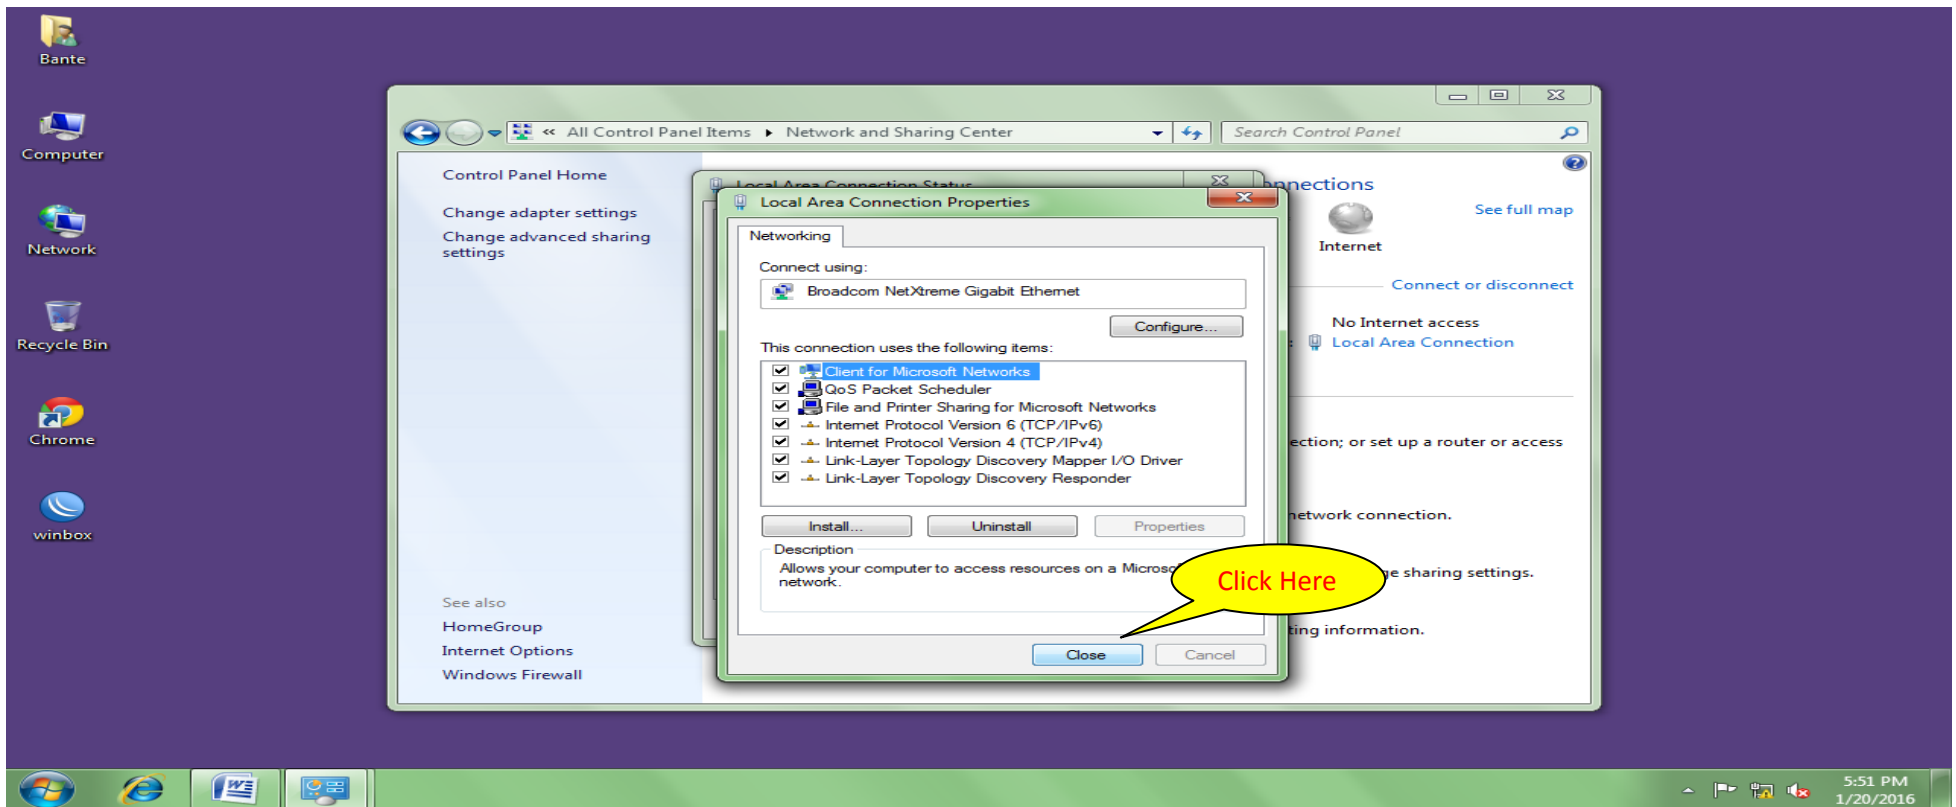 Bante
Computer
Network
Recycle Bin
Chrome
winbox
« All Control Panel Items ▸ Network and Sharing Center
Search Control Panel
Control Panel Home
Change adapter settings
Change advanced sharing
settings
See also
HomeGroup
Internet Options
Windows Firewall
Local Area Connection Status
Local Area Connection Properties
Networking
Connect using:
Broadcom NetXtreme Gigabit Ethernet
Configure...
This connection uses the following items:
Client for Microsoft Networks
QoS Packet Scheduler
File and Printer Sharing for Microsoft Networks
Internet Protocol Version 6 (TCP/IPv6)
Internet Protocol Version 4 (TCP/IPv4)
Link-Layer Topology Discovery Mapper I/O Driver
Link-Layer Topology Discovery Responder
Install...
Uninstall
Properties
Description
Allows your computer to access resources on a
network.
Click Here
Close
Cancel
See full map
Internet
Connect or disconnect
No Internet access
Local Area Connection
or set up a router or access
network connection.
sharing settings.
information.
5:51 PM
1/20/2016